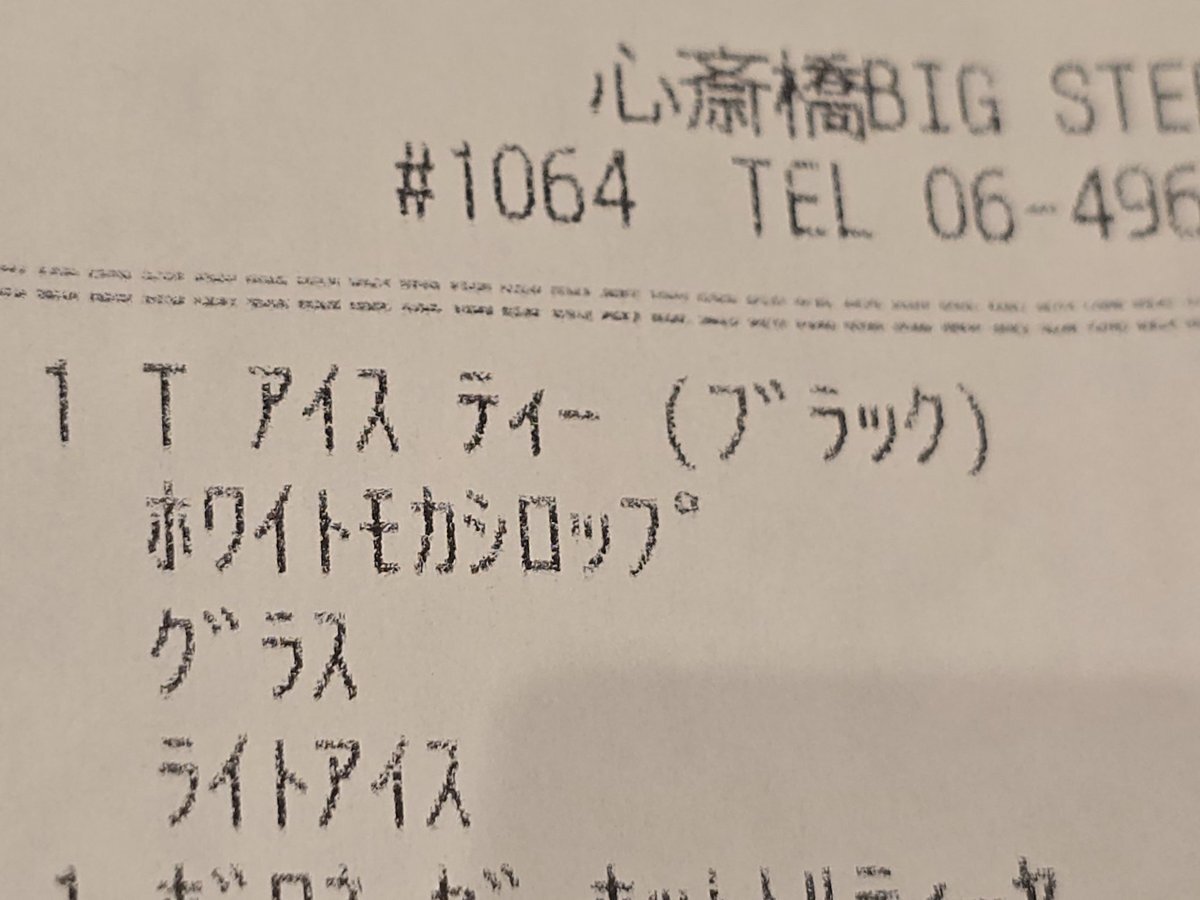 心斎橋BIG STE
#1064 TEL 06-496
1 T アイス ティー (ブラック)
ホワイトモカシロップ
グラス
ライトアイス
1